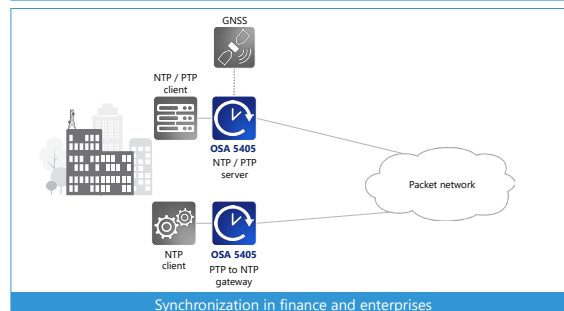 GNSS
NTP / PTP
client
OSA 5405
NTP / PTP
server
Packet network
NTP
client
OSA 5405
PTP to NTP
gateway
Synchronization in finance and enterprises